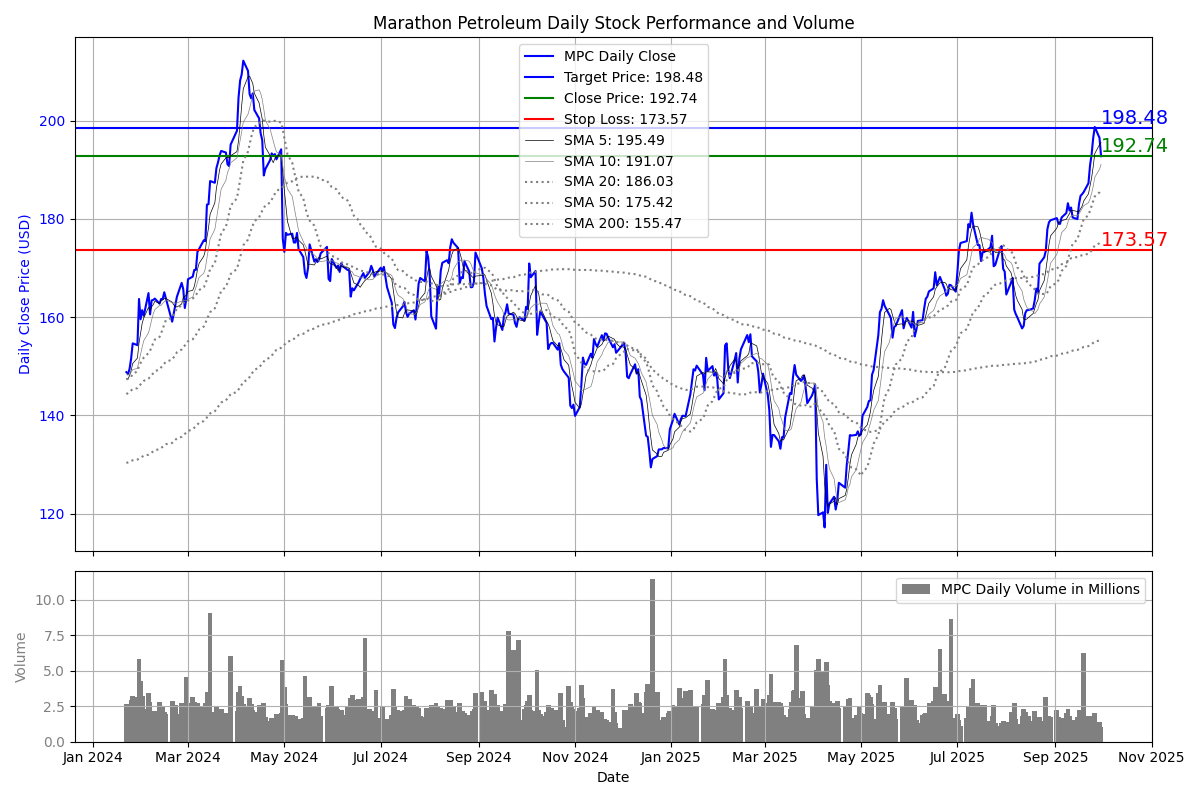 Marathon Petroleum Daily Stock Performance and Volume
MPC Daily Close
Target Price: 198.48
Close Price: 192.74
Stop Loss: 173.57
SMA 5: 195.49
SMA 10: 191.07
SMA 20: 186.03
SMA 50: 175.42
SMA 200: 155.47
198.48
192.74
173.57
Daily Close Price (USD)
200
180
160
140
120
MPC Daily Volume in Millions
Volume
10.0
7.5
5.0
2.5
0.0
Jan 2024 Mar 2024 May 2024 Jul 2024 Sep 2024 Nov 2024 Jan 2025 Mar 2025 May 2025 Jul 2025 Sep 2025 Nov 2025
Date